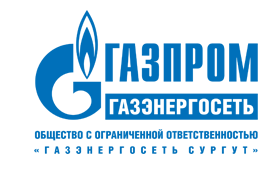 ГАЗПРОМ
ГАЗЭНЕРГОСЕТЬ
ОБЩЕСТВО С ОГРАНИЧЕННОЙ ОТВЕТСТВЕННОСТЬЮ
«ГАЗЭНЕРГОСЕТЬ СУРГУТ»